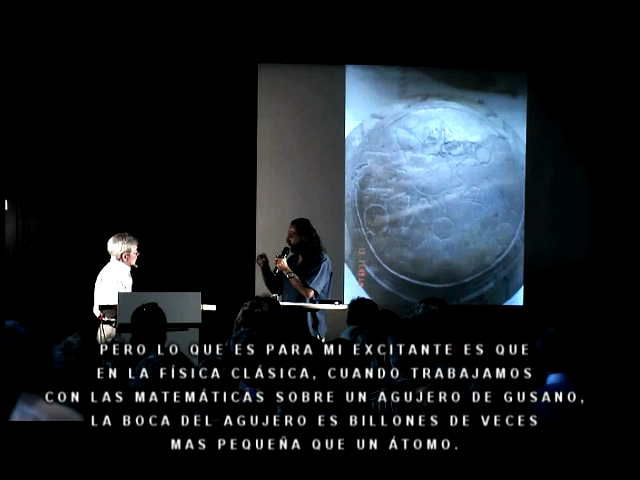 PERO LO QUE ES PARA MI EXCITANTE ES QUE
EN LA FÍSICA CLÁSICA, CUANDO TRABAJAMOS
CON LAS MATEMÁTICAS SOBRE UN AGUJERO DE GUSANO,
LA BOCA DEL AGUJERO ES BILLONES DE VECES
MAS PEQUEÑA QUE UN ÁTOMO.